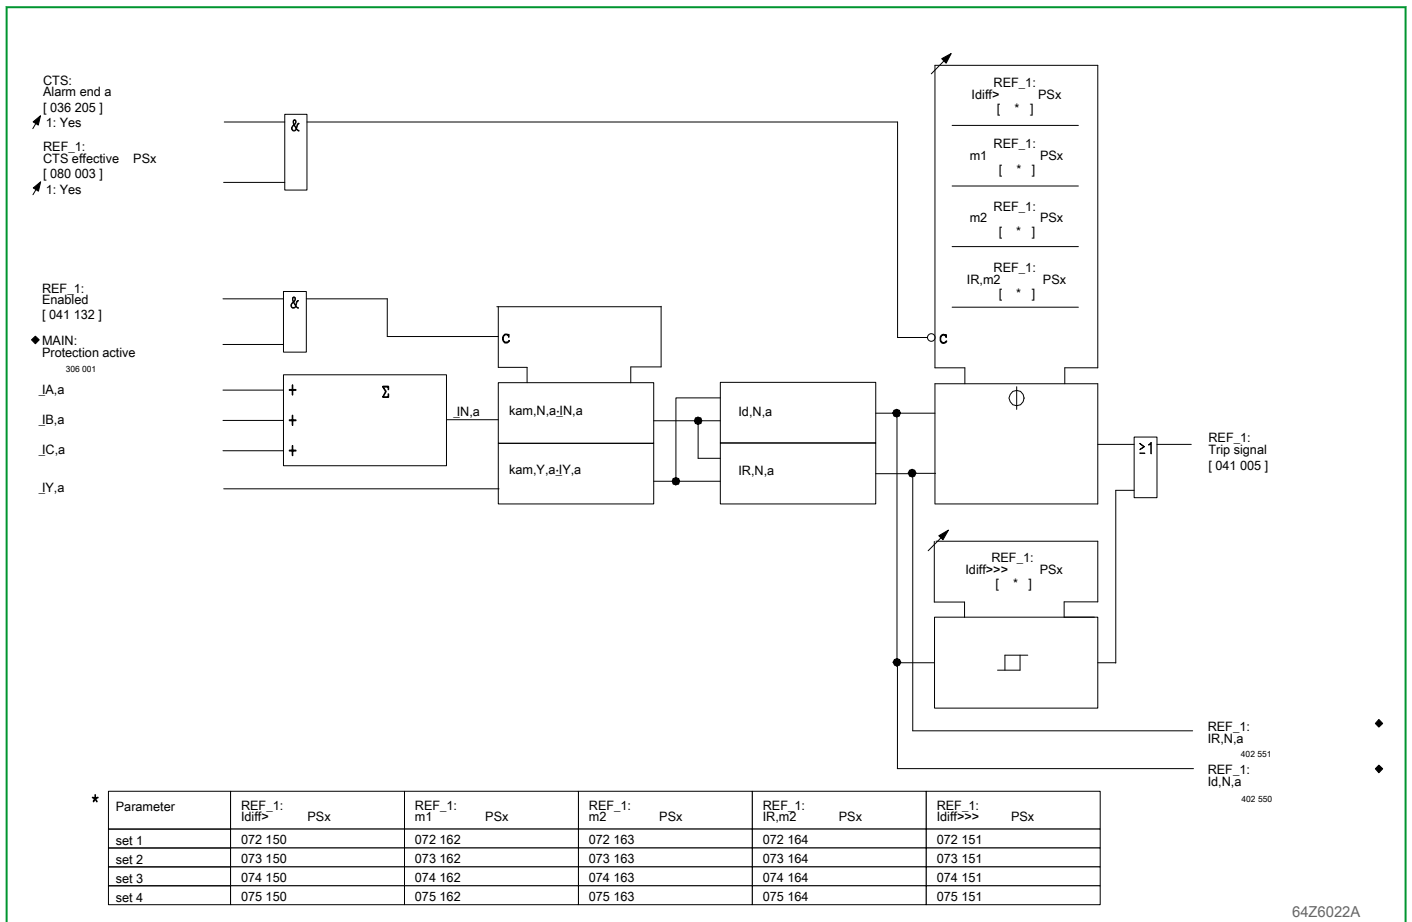 CTS:
Alarm end a
[ 036 205 ]
1: Yes
REF_1:
CTS effective PSx
[ 080 003 ]
1: Yes
&
REF_1:
Enabled
[ 041 132 ]
MAIN:
Protection active
306 001
&
_IA,a
_IB,a
_IC,a
_IY,a
+
+
+
Σ
_IN,a
C
kam,N,a·_IN,a
kam,Y,a·_IY,a
Id,N,a
IR,N,a
REF_1:
Idiff> PSx
[ * ]
REF_1:
m1 PSx
[ * ]
REF_1:
m2 PSx
[ * ]
REF_1:
IR,m2 PSx
[ * ]
C
≥1
REF_1:
Trip signal
[ 041 005 ]
REF_1:
Idiff>>> PSx
[ * ]
REF_1:
IR,N,a
402 551
REF_1:
Id,N,a
402 550
* Parameter REF_1: Idiff> PSx REF_1: m1 PSx REF_1: m2 PSx REF_1: IR,m2 PSx REF_1: Idiff>>> PSx
set 1 072 150 072 162 072 163 072 164 072 151
set 2 073 150 073 162 073 163 073 164 073 151
set 3 074 150 074 162 074 163 074 164 074 151
set 4 075 150 075 162 075 163 075 164 075 151
64Z6022A